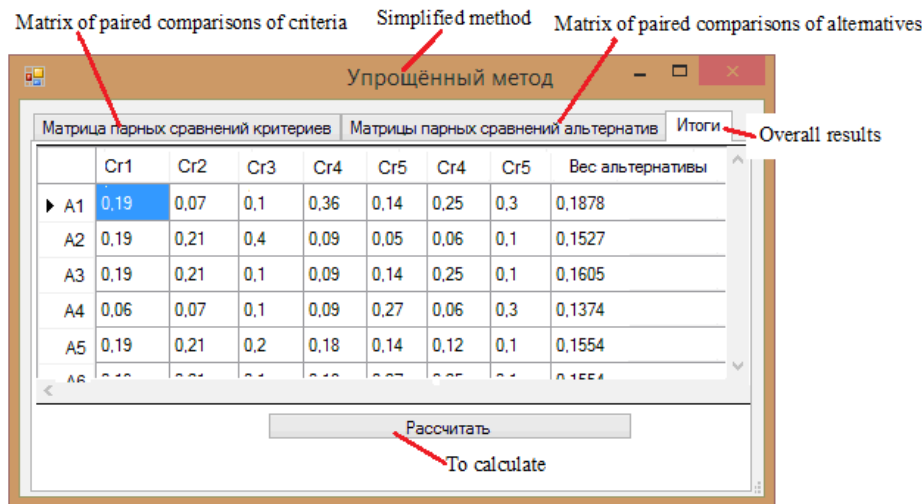 Matrix of paired comparisons of criteria Simplified method Matrix of paired comparisons of alternatives
Упрощённый метод
Матрица парных сравнений критериев Матрицы парных сравнений альтернатив Итоги
Overall results
Cr1 Cr2 Cr3 Cr4 Cr5 Cr4 Cr5 Вес альтернативы
A1 0,19 0,07 0,1 0,36 0,14 0,25 0,3 0,1878
A2 0,19 0,21 0,4 0,09 0,05 0,06 0,1 0,1527
A3 0,19 0,21 0,1 0,09 0,14 0,25 0,1 0,1605
A4 0,06 0,07 0,1 0,09 0,27 0,06 0,3 0,1374
A5 0,19 0,21 0,2 0,18 0,14 0,12 0,1 0,1554
Рассчитать
To calculate